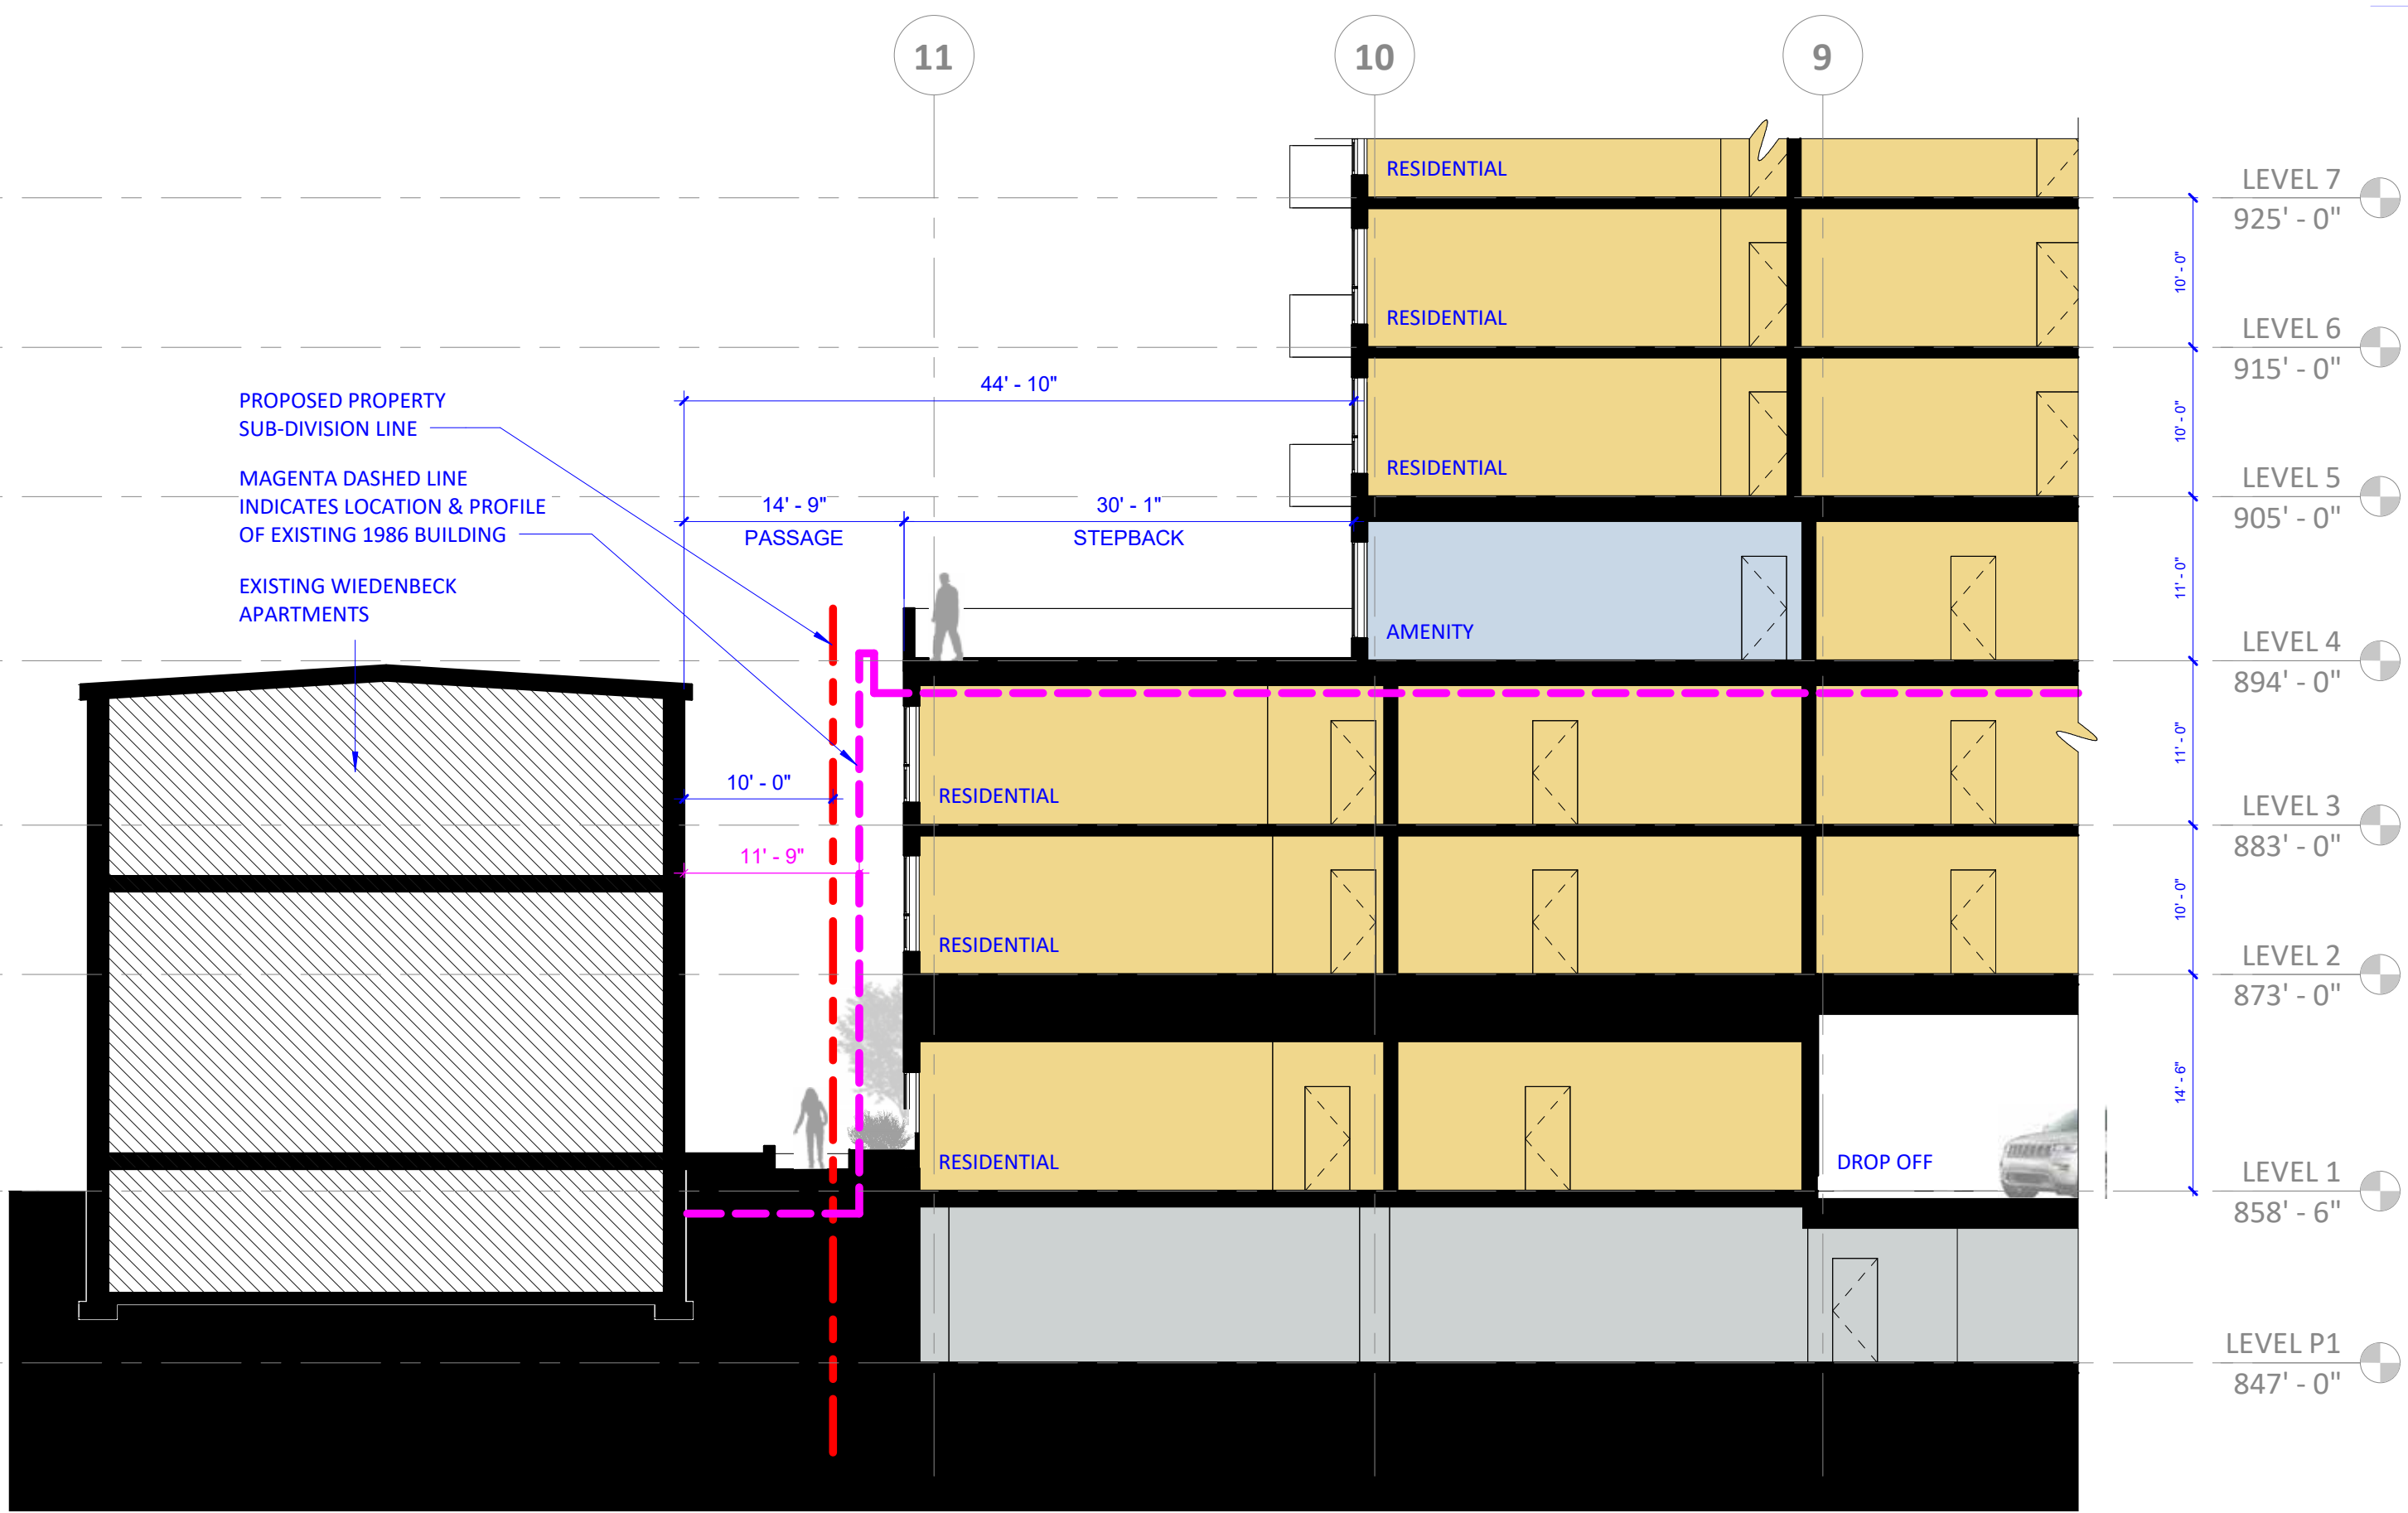 11
10
9
RESIDENTIAL
LEVEL 7
925' - 0"
10' - 0"
RESIDENTIAL
LEVEL 6
915' - 0"
44' - 10"
PROPOSED PROPERTY
SUB-DIVISION LINE
10' - 0"
MAGENTA DASHED LINE
INDICATES LOCATION & PROFILE
OF EXISTING 1986 BUILDING
RESIDENTIAL
LEVEL 5
905' - 0"
14' - 9"
PASSAGE
30' - 1"
STEPBACK
EXISTING WIEDENBECK
APARTMENTS
11' - 0"
AMENITY
LEVEL 4
894' - 0"
11' - 0"
10' - 0"
RESIDENTIAL
LEVEL 3
883' - 0"
11' - 9"
10' - 0"
RESIDENTIAL
LEVEL 2
873' - 0"
14' - 6"
RESIDENTIAL
DROP OFF
LEVEL 1
858' - 6"
LEVEL P1
847' - 0"